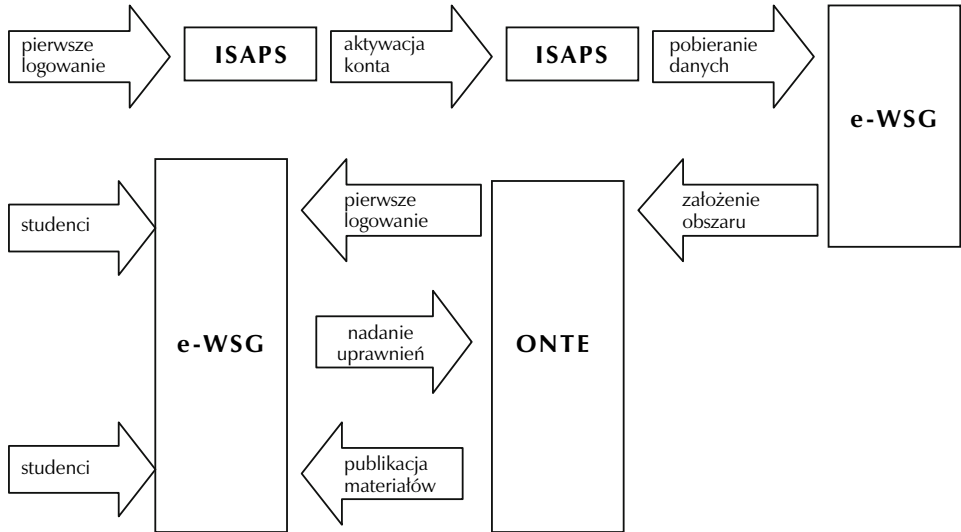 pierwsze
logowanie
ISAPS
aktywacja
konta
ISAPS
pobieranie
danych
e-WSG
studenci
pierwsze
logowanie
założenie
obszaru
e-WSG
nadanie
uprawnień
ONTE
studenci
publikacja
materiałów